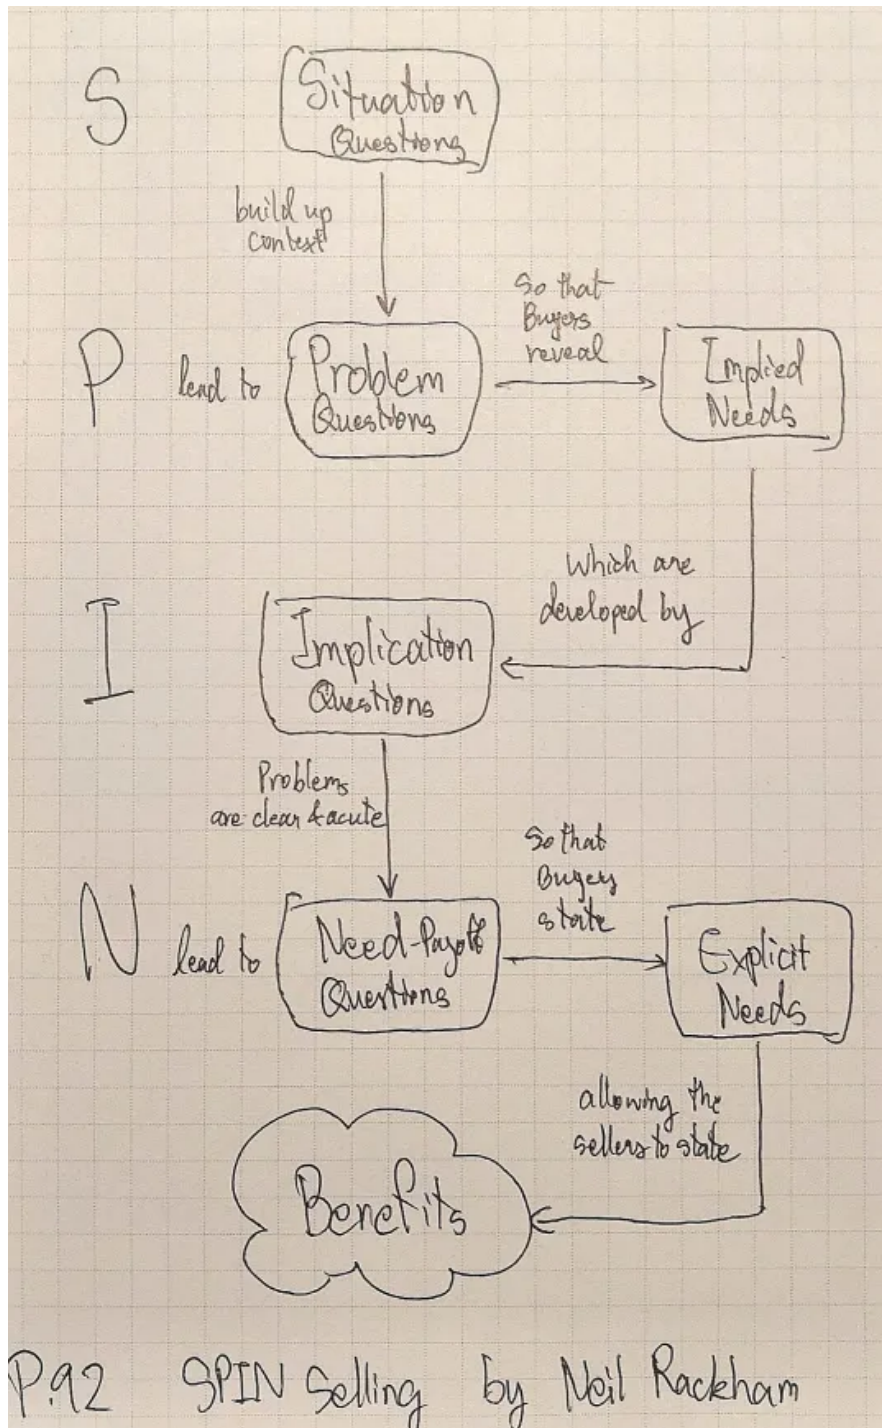 S
Situation
Questions
build up
context
P
lead to
Problem
Questions
So that
Buyers
reveal
Implied
Needs
Which are
developed by
I
Implication
Questions
Problems
are clear & acute
N
lead to
Need-Payoff
Questions
So that
Buyers
state
Explicit
Needs
allowing the
sellers to state
Benefits
P.92 SPIN Selling by Neil Rackham